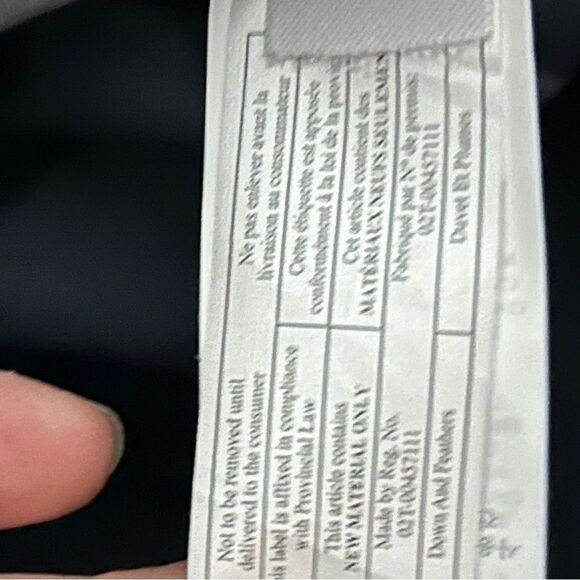 Not to be removed until
delivered to the consumer
label is affixed in compliance
with Provincial Law
This article contains
NEW MATERIAL ONLY
Made by Reg. No.
02T-00457111
Down And Feathers
Ne pas enlever avant la
livraison au consommateur
Cette étiquette est apposée
conformément à la loi de la
Cet article contient des
MATÉRIAUX NEUFS SEULEMEN
Fabriqué par N° de permis:
02T-00457111
Duvet Et Plumes